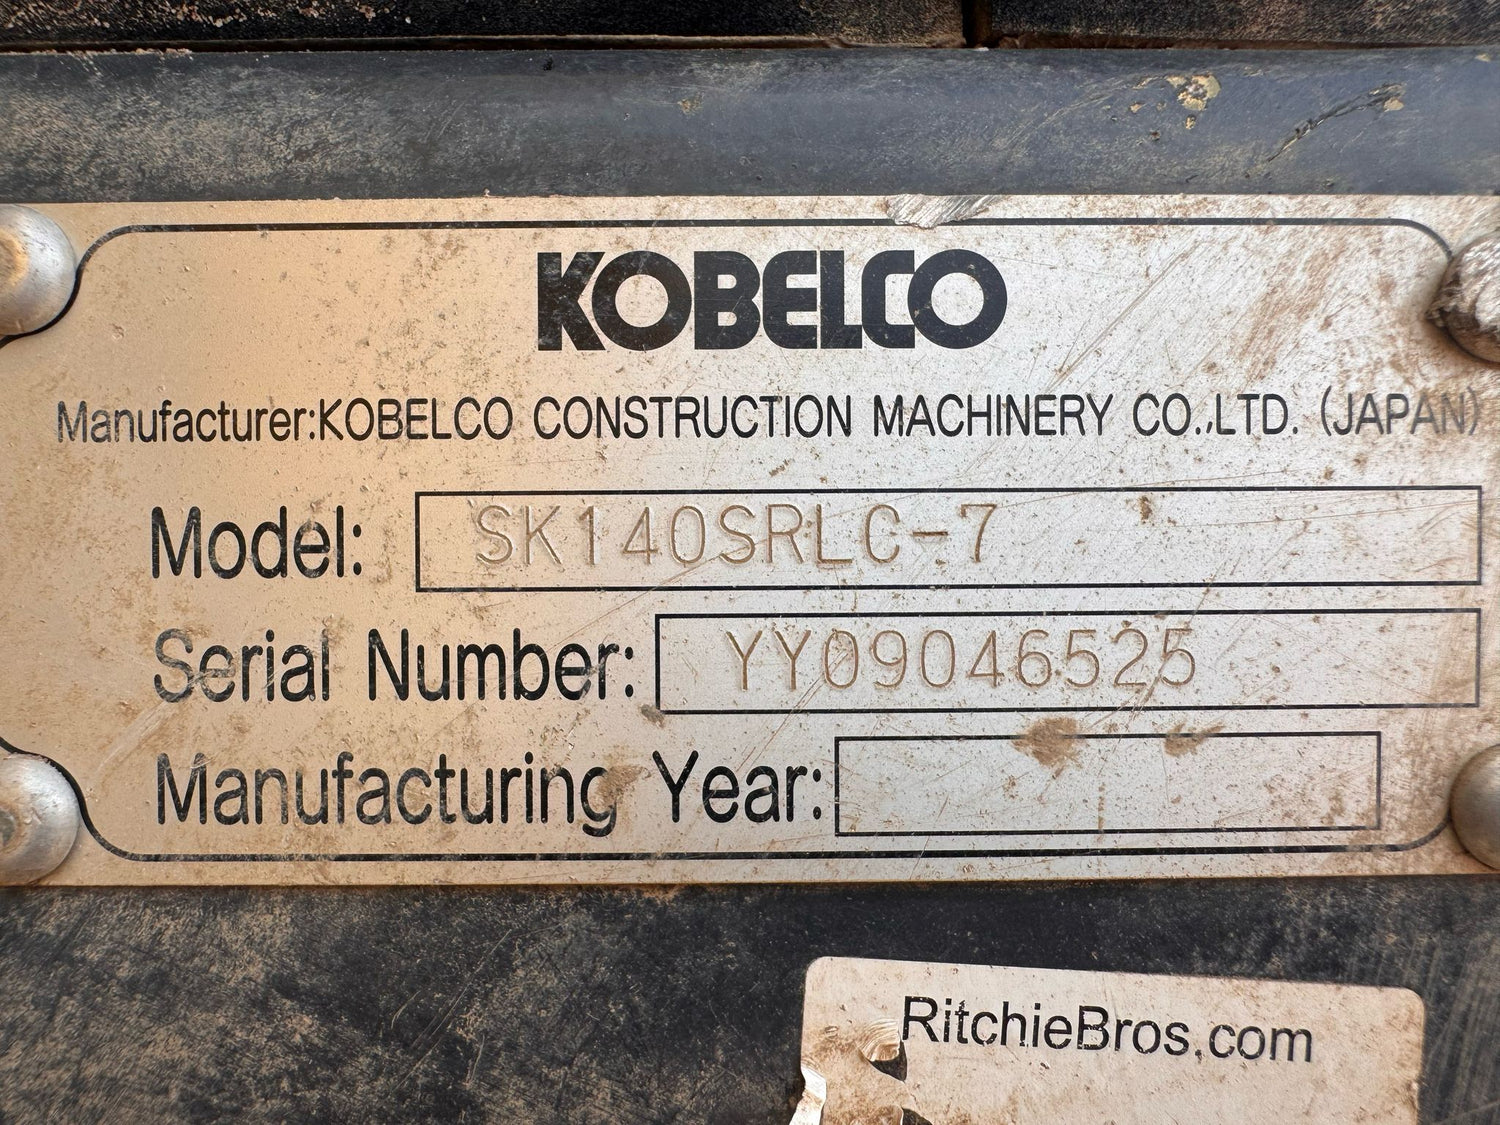 KOBELCO
Manufacturer:KOBELCO CONSTRUCTION MACHINERY CO.,LTD. (JAPAN)
Model: SK140SRLC-7
Serial Number: YY09046525
Manufacturing Year:
RitchieBros.com